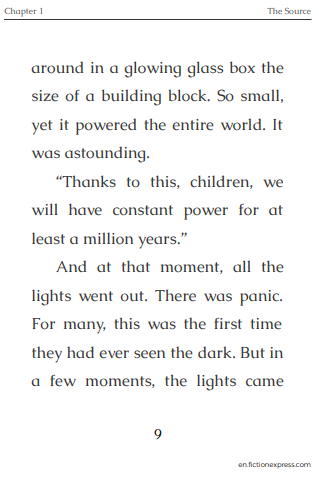 Chapter 1 The Source
around in a glowing glass box the
size of a building block. So small,
yet it powered the entire world. It
was astounding.
“Thanks to this, children, we
will have constant power for at
least a million years.”
And at that moment, all the
lights went out. There was panic.
For many, this was the first time
they had ever seen the dark. But in
a few moments, the lights came
9
en.fictionexpress.com